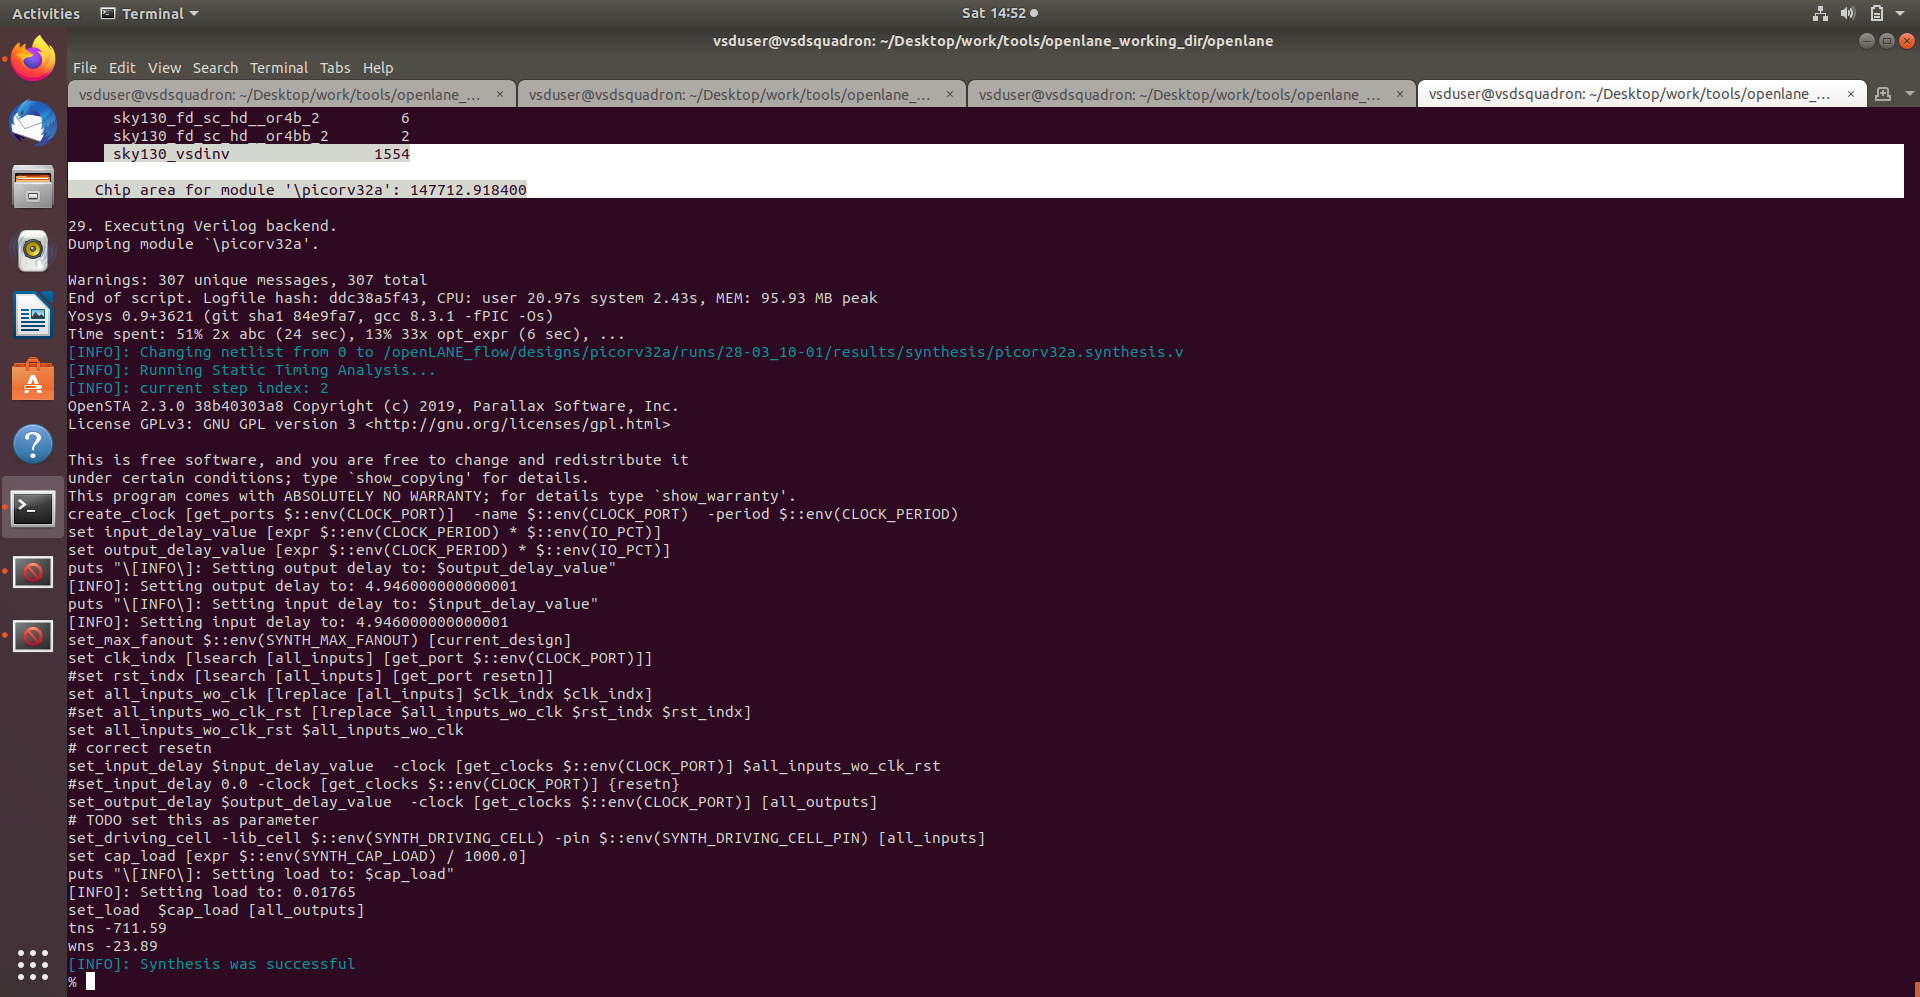 Activities Terminal Sat 14:52
vsduser@vsdsquadron: ~/Desktop/work/tools/openlane_working_dir/openlane
File Edit View Search Terminal Tabs Help
vsduser@vsdsquadron: ~/Desktop/work/tools/openlane_... × vsduser@vsdsquadron: ~/Desktop/work/tools/openlane_... × vsduser@vsdsquadron: ~/Desktop/work/tools/openlane_... × vsduser@vsdsquadron: ~/Desktop/work/tools/openlane_... ×
sky130_fd_sc_hd__or4b_2 6
sky130_fd_sc_hd__or4bb_2 2
sky130_vsdinv 1554
Chip area for module '\picorv32a': 147712.918400
29. Executing Verilog backend.
Dumping module `\picorv32a'.
Warnings: 307 unique messages, 307 total
End of script. Logfile hash: ddc38a5f43, CPU: user 20.97s system 2.43s, MEM: 95.93 MB peak
Yosys 0.9+3621 (git sha1 84e9fa7, gcc 8.3.1 -fPIC -Os)
Time spent: 51% 2x abc (24 sec), 13% 33x opt_expr (6 sec), ...
[INFO]: Changing netlist from 0 to /openLANE_flow/designs/picorv32a/runs/28-03_10-01/results/synthesis/picorv32a.synthesis.v
[INFO]: Running Static Timing Analysis...
[INFO]: current step index: 2
OpenSTA 2.3.0 38b40303a8 Copyright (c) 2019, Parallax Software, Inc.
License GPLv3: GNU GPL version 3 <http://gnu.org/licenses/gpl.html>
This is free software, and you are free to change and redistribute it
under certain conditions; type `show_copying' for details.
This program comes with ABSOLUTELY NO WARRANTY; for details type `show_warranty'.
create_clock [get_ports $::env(CLOCK_PORT)]  -name $::env(CLOCK_PORT)  -period $::env(CLOCK_PERIOD)
set input_delay_value [expr $::env(CLOCK_PERIOD) * $::env(IO_PCT)]
set output_delay_value [expr $::env(CLOCK_PERIOD) * $::env(IO_PCT)]
puts "\[INFO\]: Setting output delay to: $output_delay_value"
[INFO]: Setting output delay to: 4.946000000000001
puts "\[INFO\]: Setting input delay to: $input_delay_value"
[INFO]: Setting input delay to: 4.946000000000001
set_max_fanout $::env(SYNTH_MAX_FANOUT) [current_design]
set clk_indx [lsearch [all_inputs] [get_port $::env(CLOCK_PORT)]]
#set rst_indx [lsearch [all_inputs] [get_port resetn]]
set all_inputs_wo_clk [lreplace [all_inputs] $clk_indx $clk_indx]
#set all_inputs_wo_clk_rst [lreplace $all_inputs_wo_clk $rst_indx $rst_indx]
set all_inputs_wo_clk_rst $all_inputs_wo_clk
# correct resetn
set_input_delay $input_delay_value  -clock [get_clocks $::env(CLOCK_PORT)] $all_inputs_wo_clk_rst
#set_input_delay 0.0 -clock [get_clocks $::env(CLOCK_PORT)] {resetn}
set_output_delay $output_delay_value  -clock [get_clocks $::env(CLOCK_PORT)] [all_outputs]
# TODO set this as parameter
set_driving_cell -lib_cell $::env(SYNTH_DRIVING_CELL) -pin $::env(SYNTH_DRIVING_CELL_PIN) [all_inputs]
set cap_load [expr $::env(SYNTH_CAP_LOAD) / 1000.0]
puts "\[INFO\]: Setting load to: $cap_load"
[INFO]: Setting load to: 0.01765
set_load  $cap_load [all_outputs]
tns -711.59
wns -23.89
[INFO]: Synthesis was successful
%